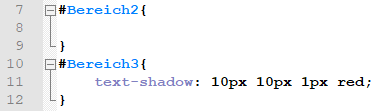 7 #Bereich2{
8
9 }
10 #Bereich3{
11 text-shadow: 10px 10px 1px red;
12 }